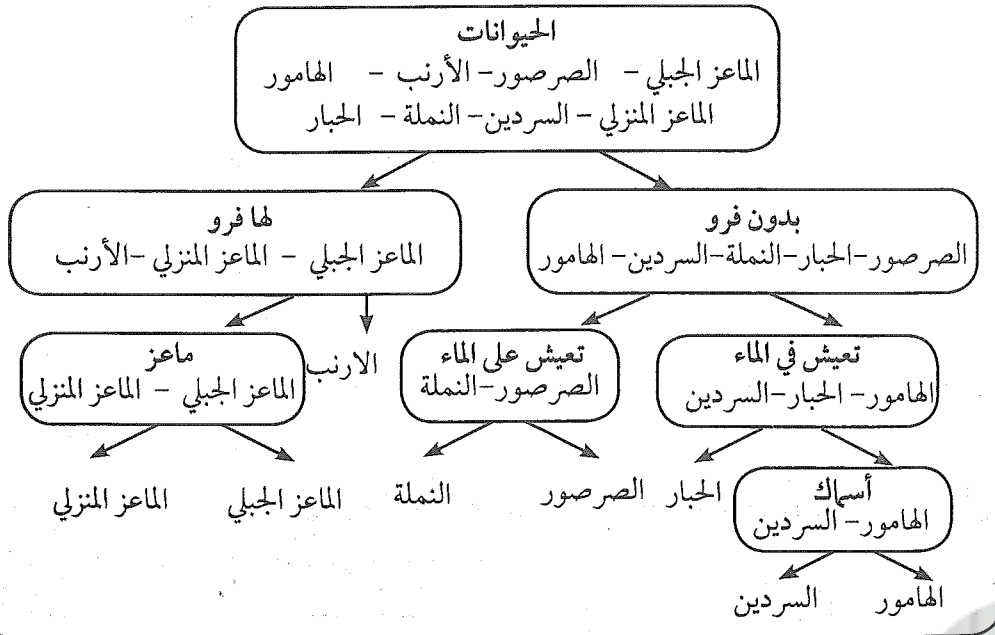 الحيوانات
الماعز الجبلي - الصرصور - الأرنب - الهامور
الماعز المنزلي - السردين - النملة - الحبار
بدون فرو
الصرصور - الحبار - النملة - السردين - الهامور
لها فرو
الماعز الجبلي - الماعز المنزلي - الأرنب
تعيش في الماء
الهامور - الحبار - السردين
تعيش على الماء
الصرصور - النملة
الارنب
ماعز
الماعز الجبلي - الماعز المنزلي
أسماك
الهامور - السردين
الحبار
الصرصور
النملة
الماعز الجبلي
الماعز المنزلي
الهامور
السردين